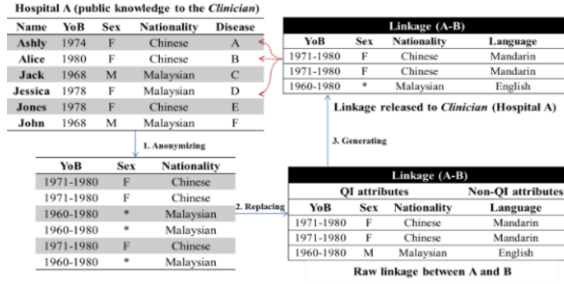 Hospital A (public knowledge to the Clinician)
Name YoB Sex Nationality Disease
Ashly 1974 F Chinese A
Alice 1980 F Chinese B
Jack 1968 M Malaysian C
Jessica 1978 F Malaysian D
Jones 1978 F Chinese E
John 1968 M Malaysian F
Linkage (A-B)
YoB Sex Nationality Language
1971-1980 F Chinese Mandarin
1971-1980 F Chinese Mandarin
1960-1980 * Malaysian English
Linkage released to Clinician (Hospital A)
1. Anonymizing
3. Generating
YoB Sex Nationality
1971-1980 F Chinese
1971-1980 F Chinese
1960-1980 * Malaysian
1960-1980 * Malaysian
1971-1980 F Chinese
1960-1980 * Malaysian
2. Replacing
Linkage (A-B)
QI attributes Non-QI attributes
YoB Sex Nationality Language
1971-1980 F Chinese Mandarin
1971-1980 F Chinese Mandarin
1960-1980 M Malaysian English
Raw linkage between A and B